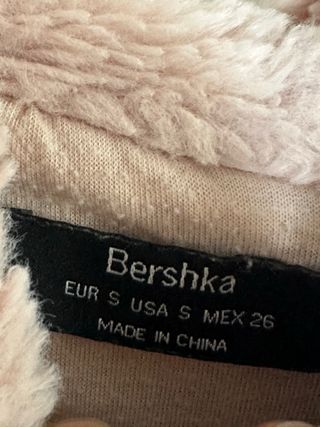 Bershka
EUR S USA S MEX 26
MADE IN CHINA